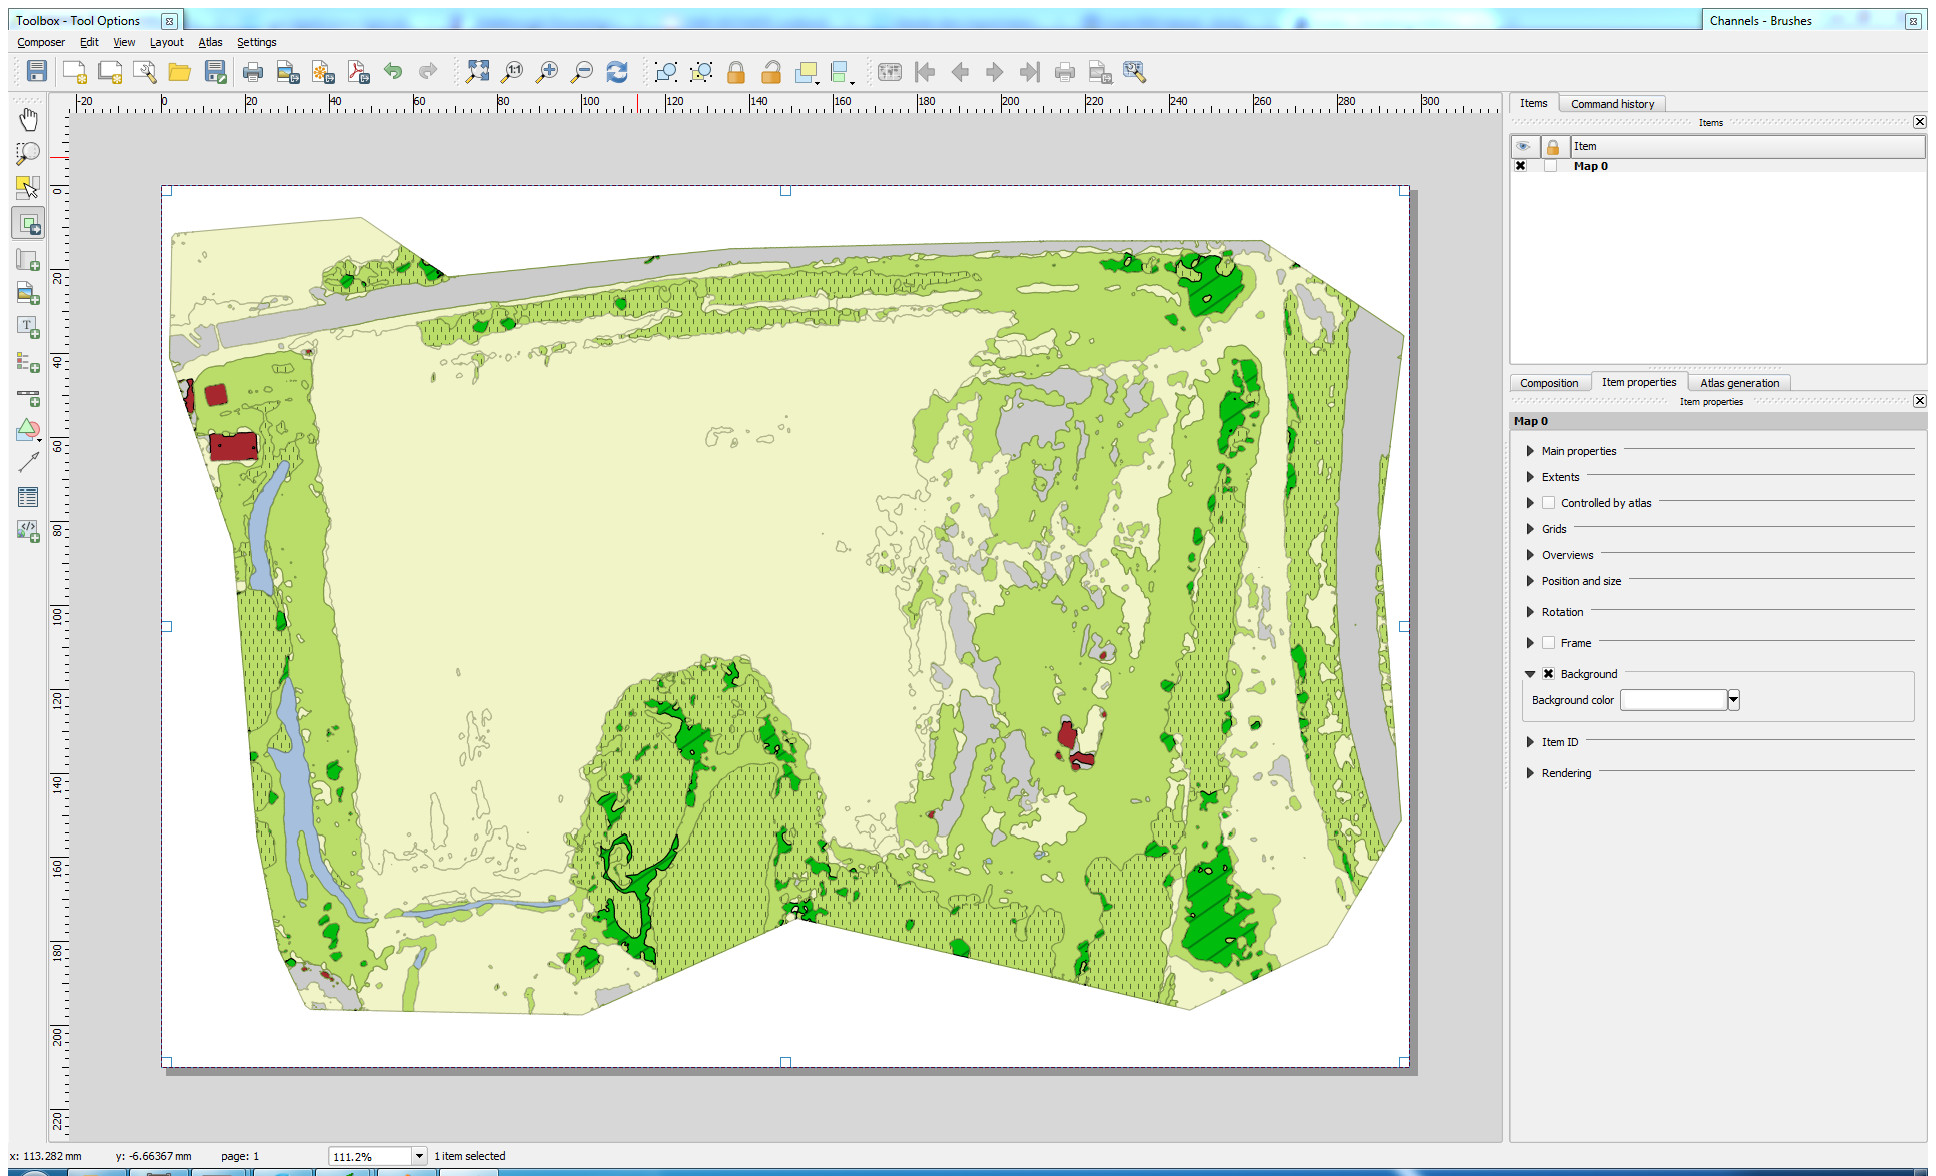 Toolbox - Tool Options
Channels - Brushes
Composer Edit View Layout Atlas Settings
-20 0 20 40 60 80 100 120 140 160 180 200 220 240 260 280 300
0
20
40
60
80
100
120
140
160
180
200
220
Items Command history
Items
Item
Map 0
Composition Item properties Atlas generation
Item properties
Map 0
Main properties
Extents
Controlled by atlas
Grids
Overviews
Position and size
Rotation
Frame
Background
Background color
Item ID
Rendering
x: 113.282 mm y: -6.66367 mm page: 1 111.2% 1 item selected